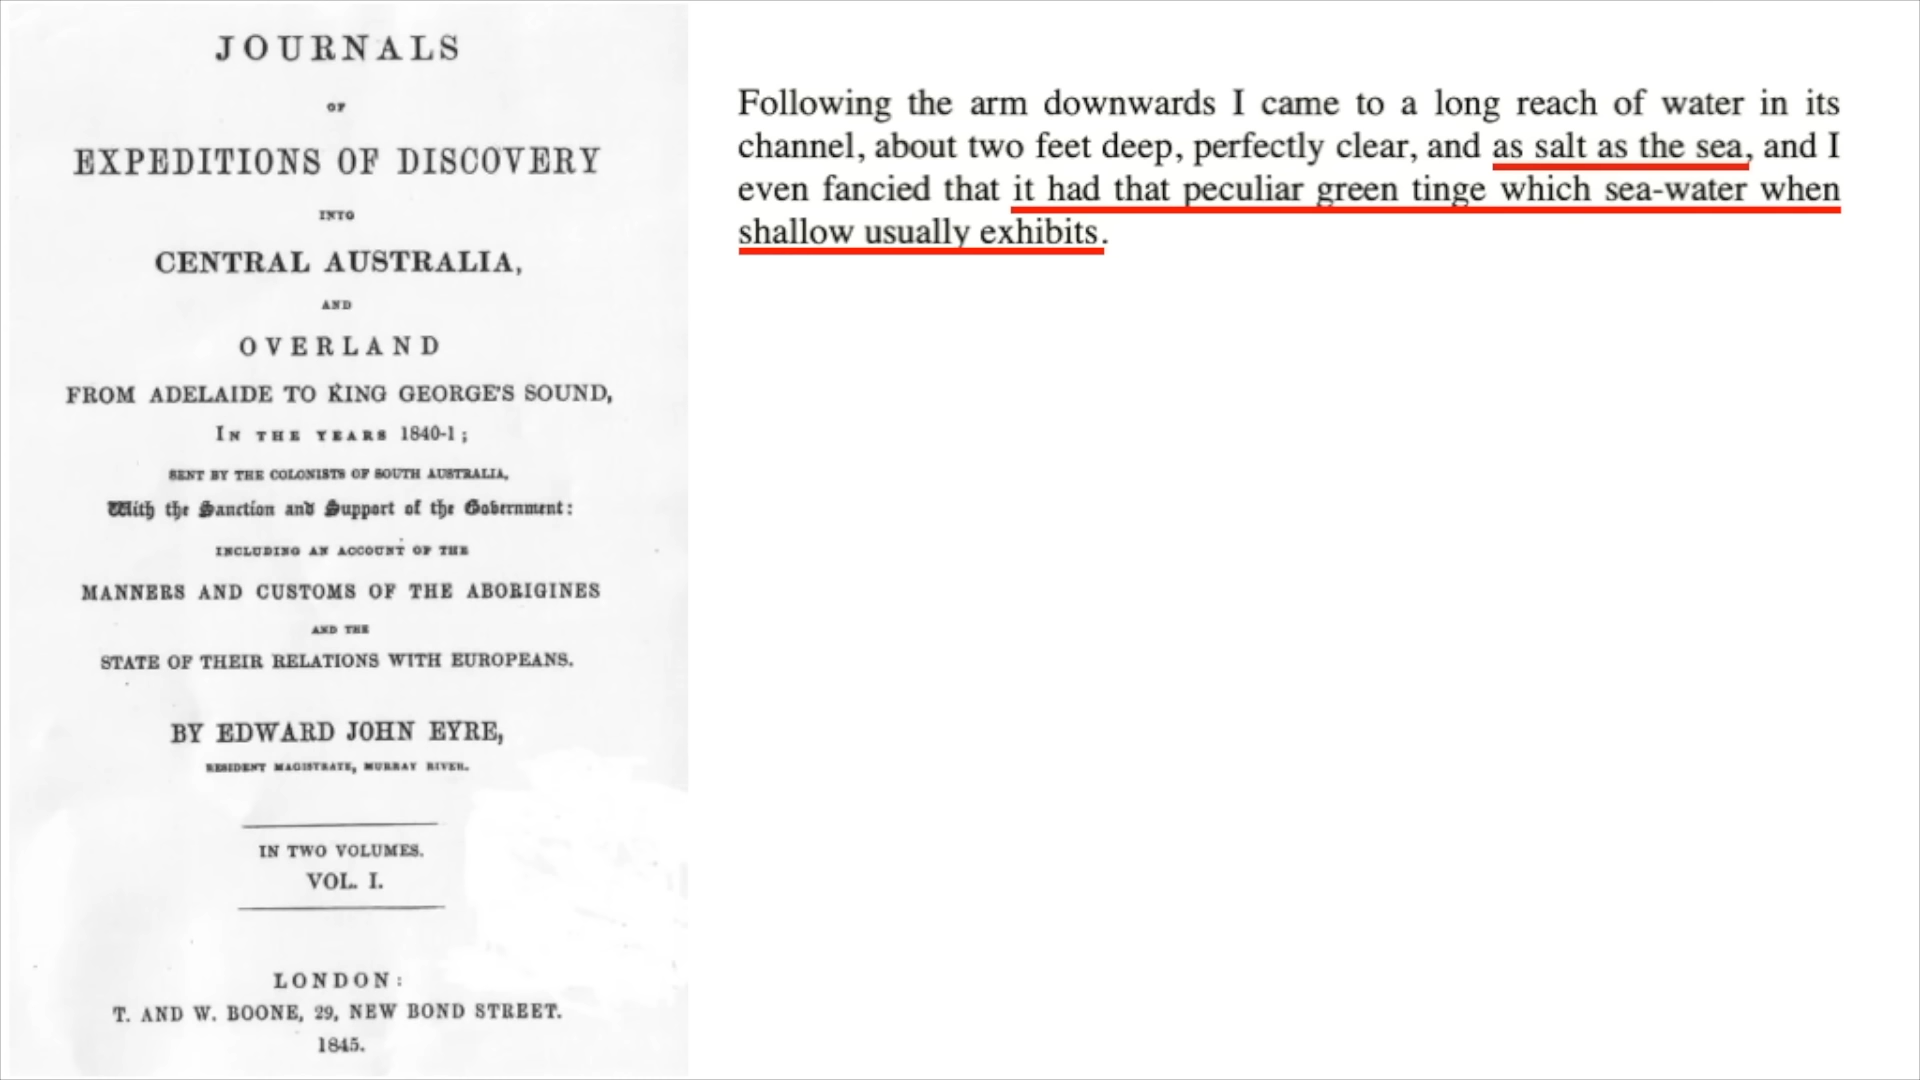 JOURNALS
OF
EXPEDITIONS OF DISCOVERY
INTO
CENTRAL AUSTRALIA,
AND
OVERLAND
FROM ADELAIDE TO KING GEORGE'S SOUND,
IN THE YEARS 1840-1;
SENT BY THE COLONISTS OF SOUTH AUSTRALIA,
With the Sanction and Support of the Government:
INCLUDING AN ACCOUNT OF THE
MANNERS AND CUSTOMS OF THE ABORIGINES
AND THE
STATE OF THEIR RELATIONS WITH EUROPEANS.
BY EDWARD JOHN EYRE,
RESIDENT MAGISTRATE, MURRAY RIVER.
IN TWO VOLUMES.
VOL. I.
LONDON:
T. AND W. BOONE, 29, NEW BOND STREET.
1845.
Following the arm downwards I came to a long reach of water in its
channel, about two feet deep, perfectly clear, and as salt as the sea, and I
even fancied that it had that peculiar green tinge which sea-water when
shallow usually exhibits.